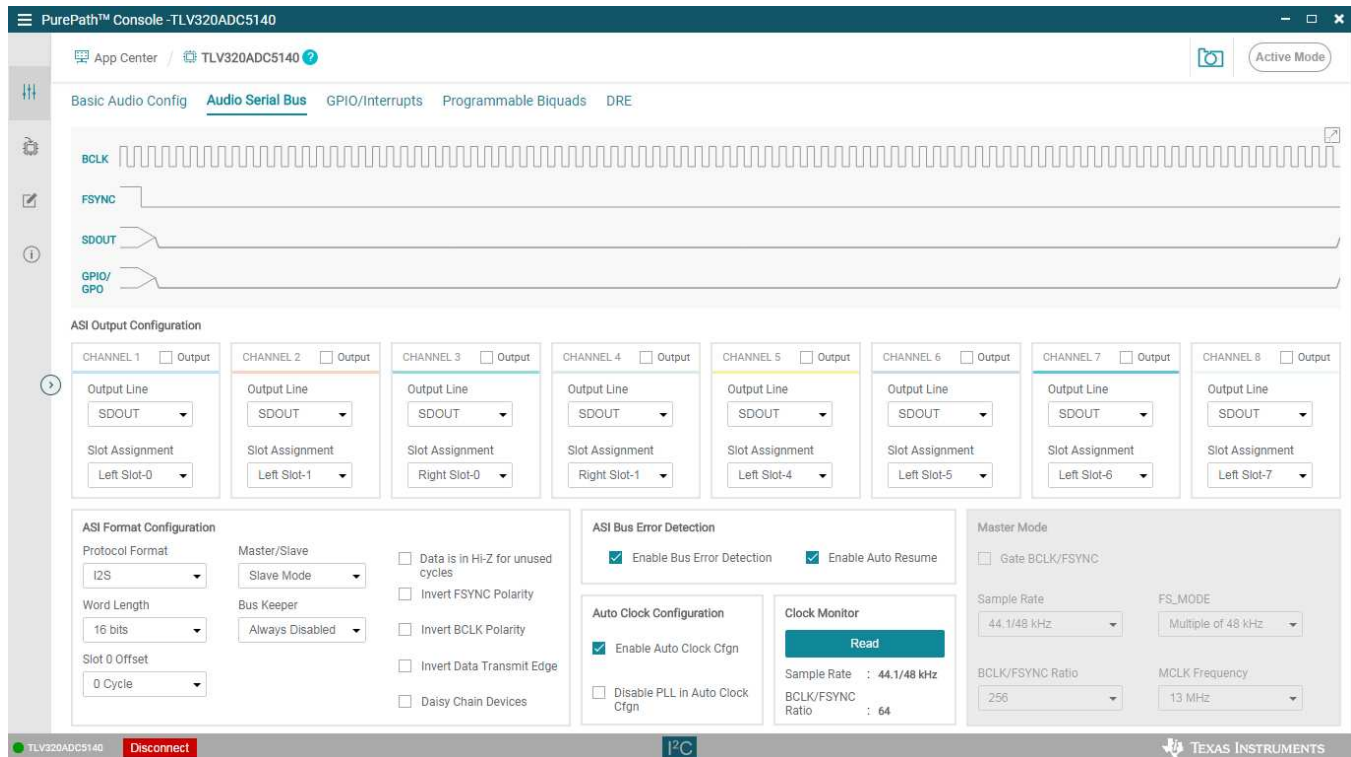 PurePath™ Console -TLV320ADC5140
App Center / TLV320ADC5140 ?
Active Mode
Basic Audio Config Audio Serial Bus GPIO/Interrupts Programmable Biquads DRE
BCLK
FSYNC
SDOUT
GPIO/
GPO
ASI Output Configuration
CHANNEL 1 Output CHANNEL 2 Output CHANNEL 3 Output CHANNEL 4 Output CHANNEL 5 Output CHANNEL 6 Output CHANNEL 7 Output CHANNEL 8 Output
Output Line Output Line Output Line Output Line Output Line Output Line Output Line Output Line
SDOUT SDOUT SDOUT SDOUT SDOUT SDOUT SDOUT SDOUT
Slot Assignment Slot Assignment Slot Assignment Slot Assignment Slot Assignment Slot Assignment Slot Assignment Slot Assignment
Left Slot-0 Left Slot-1 Right Slot-0 Right Slot-1 Left Slot-4 Left Slot-5 Left Slot-6 Left Slot-7
ASI Format Configuration
Protocol Format
I2S
Word Length
16 bits
Slot 0 Offset
0 Cycle
Master/Slave
Slave Mode
Bus Keeper
Always Disabled
Data is in Hi-Z for unused
cycles
Invert FSYNC Polarity
Invert BCLK Polarity
Invert Data Transmit Edge
Daisy Chain Devices
ASI Bus Error Detection
Enable Bus Error Detection Enable Auto Resume
Auto Clock Configuration
Enable Auto Clock Cfgn
Disable PLL in Auto Clock
Cfgn
Clock Monitor
Read
Sample Rate : 44.1/48 kHz
BCLK/FSYNC
Ratio : 64
Master Mode
Gate BCLK/FSYNC
Sample Rate FS_MODE
44.1/48 kHz Multiple of 48 kHz
BCLK/FSYNC Ratio MCLK Frequency
256 13 MHz
TLV320ADC5140 Disconnect I²C TEXAS INSTRUMENTS